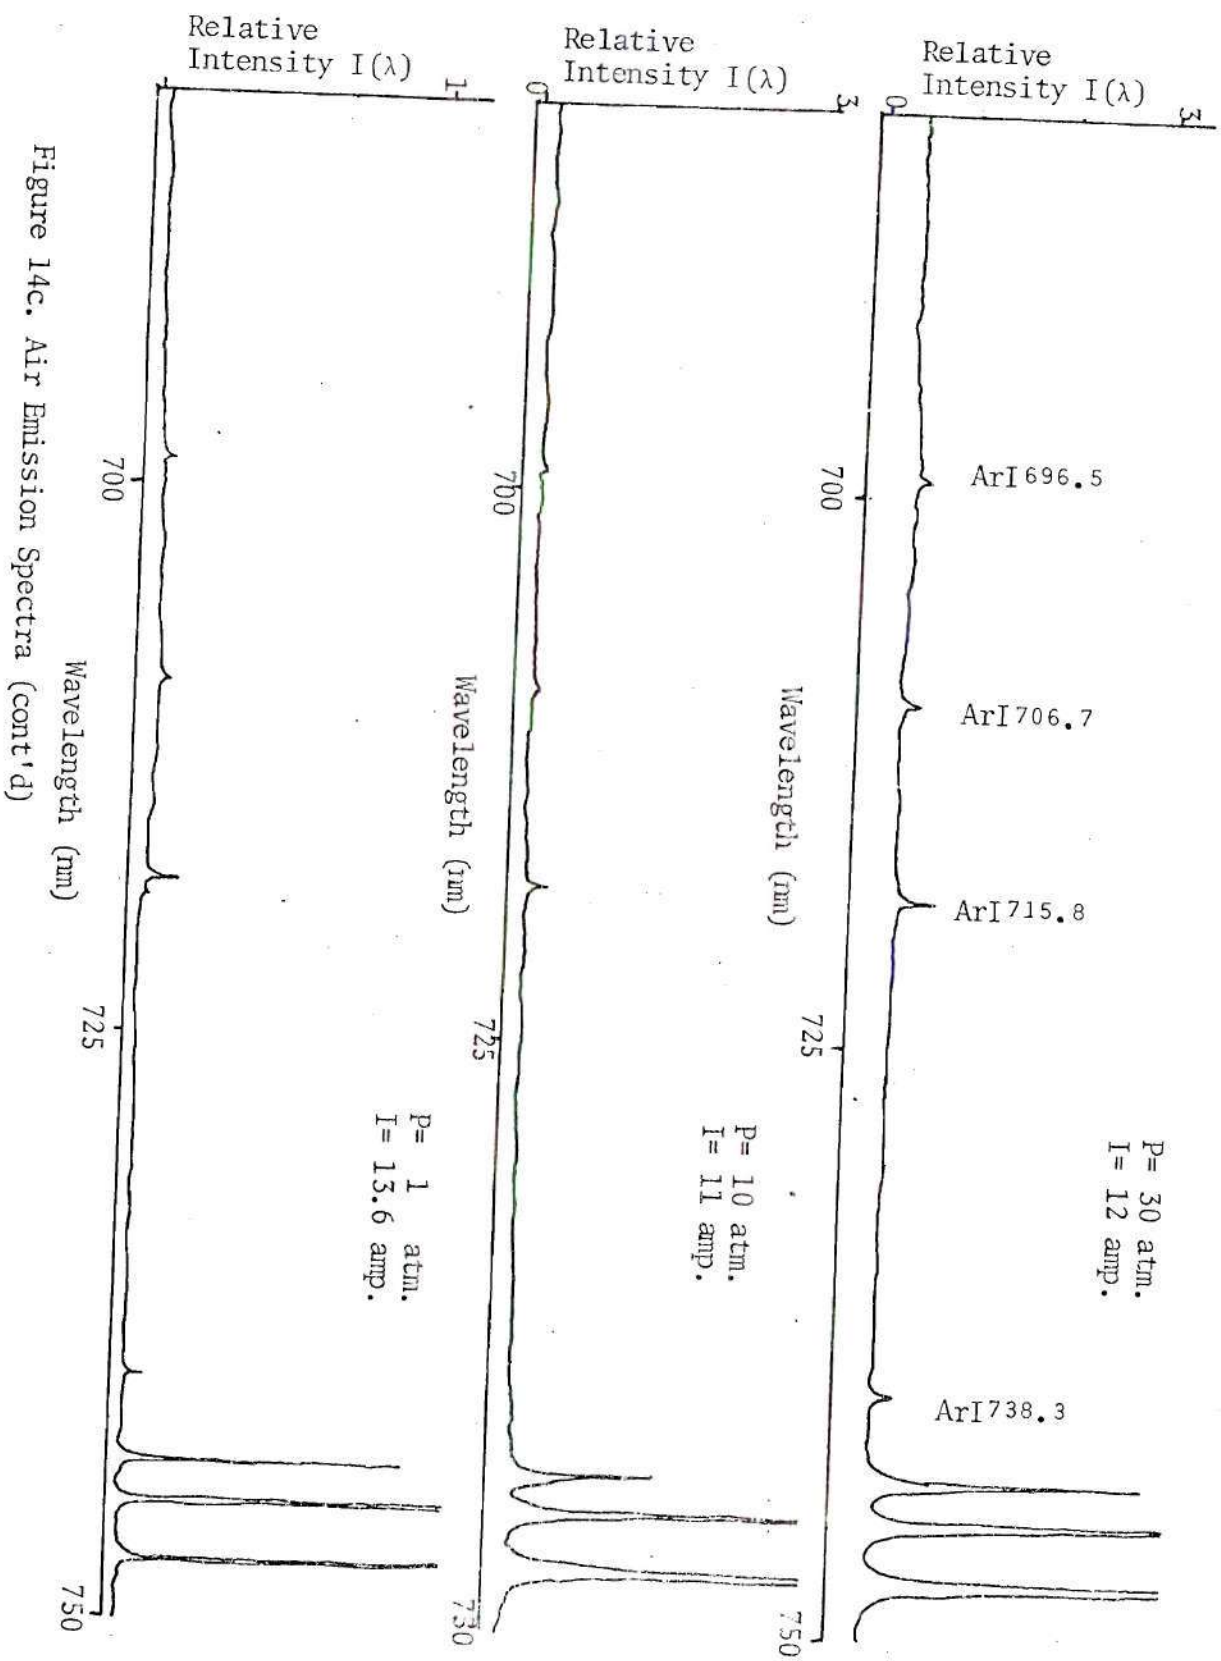 Relative
Intensity I(λ)
3
0
ArI 696.5
ArI 706.7
ArI 715.8
ArI 738.3
P= 30 atm.
I= 12 amp.
700
725
750
Wavelength (nm)
Relative
Intensity I(λ)
3
0
P= 10 atm.
I= 11 amp.
700
725
730
Wavelength (nm)
Relative
Intensity I(λ)
1
P= 1 atm.
I= 13.6 amp.
700
725
750
Wavelength (nm)
Figure 14c. Air Emission Spectra (cont'd)